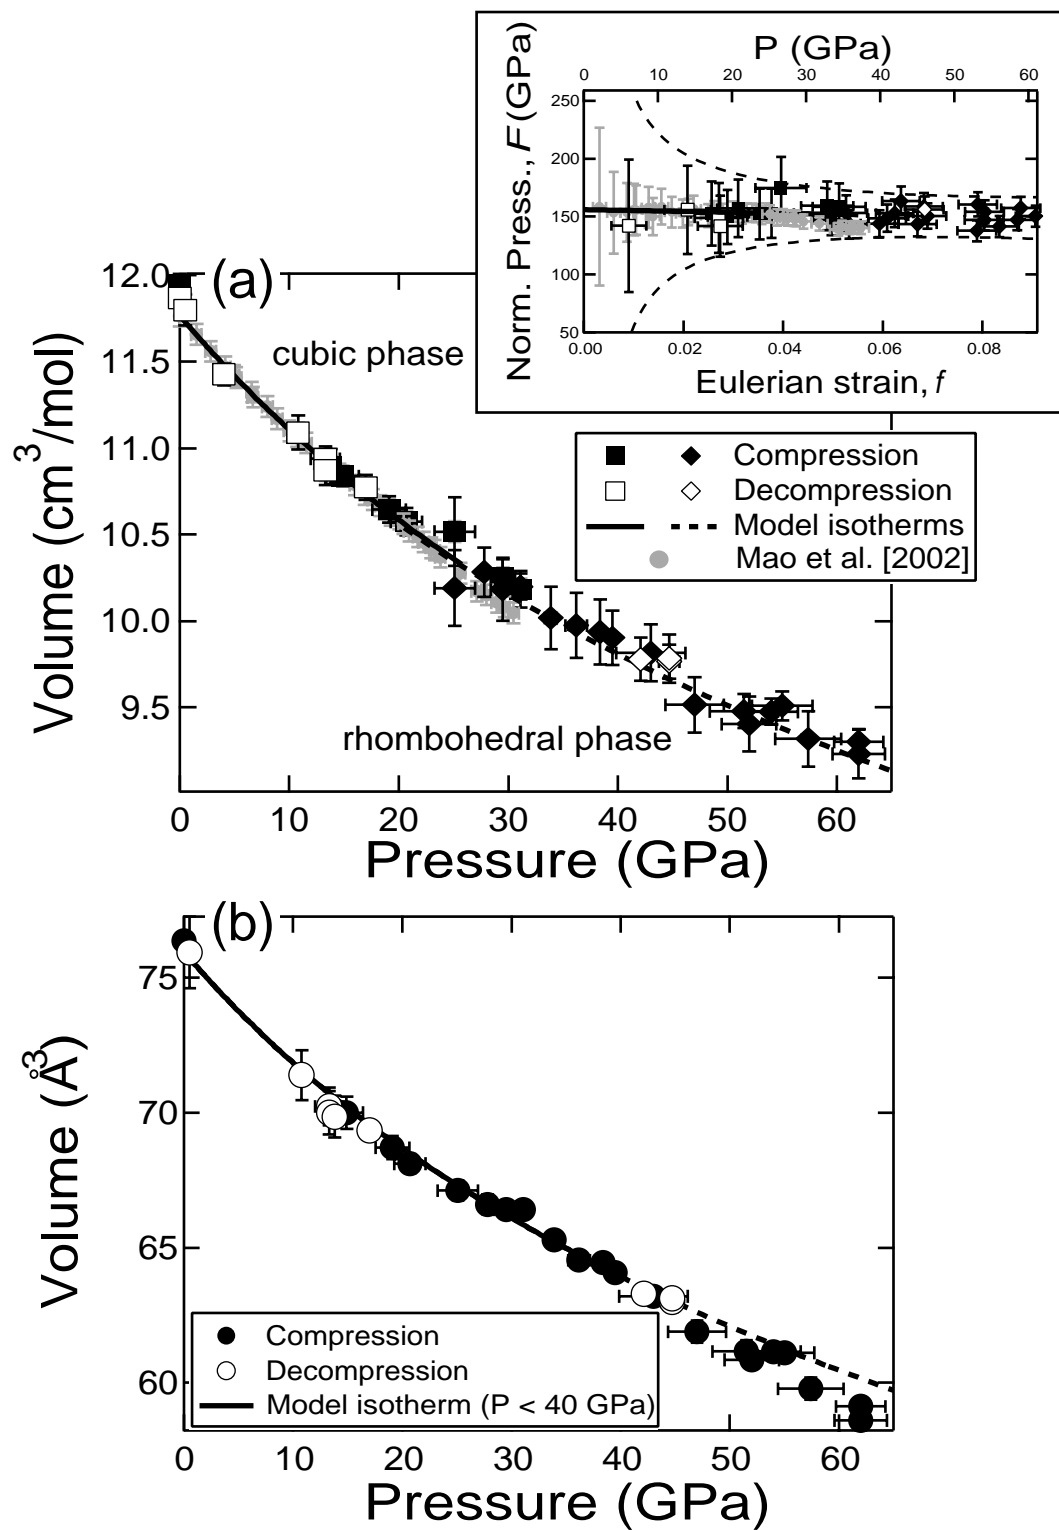 P (GPa)
0 10 20 30 40 50 60
250
200
150
100
50
Norm. Press., F (GPa)
0.00 0.02 0.04 0.06 0.08
Eulerian strain, f
(a)
12.0
11.5
11.0
10.5
10.0
9.5
Volume (cm3/mol)
cubic phase
Compression
Decompression
Model isotherms
Mao et al. [2002]
rhombohedral phase
0 10 20 30 40 50 60
Pressure (GPa)
(b)
75
70
65
60
Volume (Å3)
Compression
Decompression
Model isotherm (P < 40 GPa)
0 10 20 30 40 50 60
Pressure (GPa)